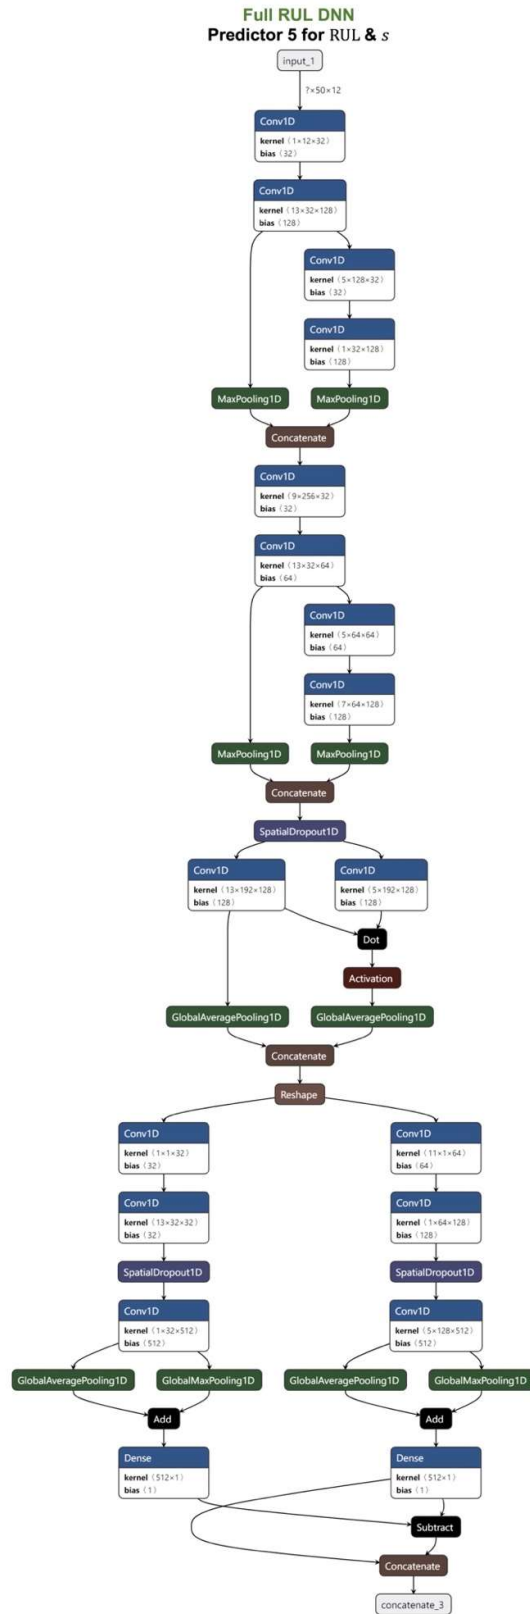 Full RUL DNN
Predictor 5 for RUL & s
input_1
?×50×12
Conv1D
kernel (1×12×32)
bias (32)
Conv1D
kernel (13×32×128)
bias (128)
Conv1D
kernel (5×128×32)
bias (32)
Conv1D
kernel (1×32×128)
bias (128)
MaxPooling1D MaxPooling1D
Concatenate
Conv1D
kernel (9×256×32)
bias (32)
Conv1D
kernel (13×32×64)
bias (64)
Conv1D
kernel (5×64×64)
bias (64)
Conv1D
kernel (7×64×128)
bias (128)
MaxPooling1D MaxPooling1D
Concatenate
SpatialDropout1D
Conv1D Conv1D
kernel (13×192×128) kernel (5×192×128)
bias (128) bias (128)
Dot
Activation
GlobalAveragePooling1D GlobalAveragePooling1D
Concatenate
Reshape
Conv1D Conv1D
kernel (1×1×32) kernel (11×1×64)
bias (32) bias (64)
Conv1D Conv1D
kernel (13×32×32) kernel (1×64×128)
bias (32) bias (128)
SpatialDropout1D SpatialDropout1D
Conv1D Conv1D
kernel (1×32×512) kernel (5×128×512)
bias (512) bias (512)
GlobalAveragePooling1D GlobalMaxPooling1D GlobalAveragePooling1D GlobalMaxPooling1D
Add Add
Dense Dense
kernel (512×1) kernel (512×1)
bias (1) bias (1)
Subtract
Concatenate
concatenate_3